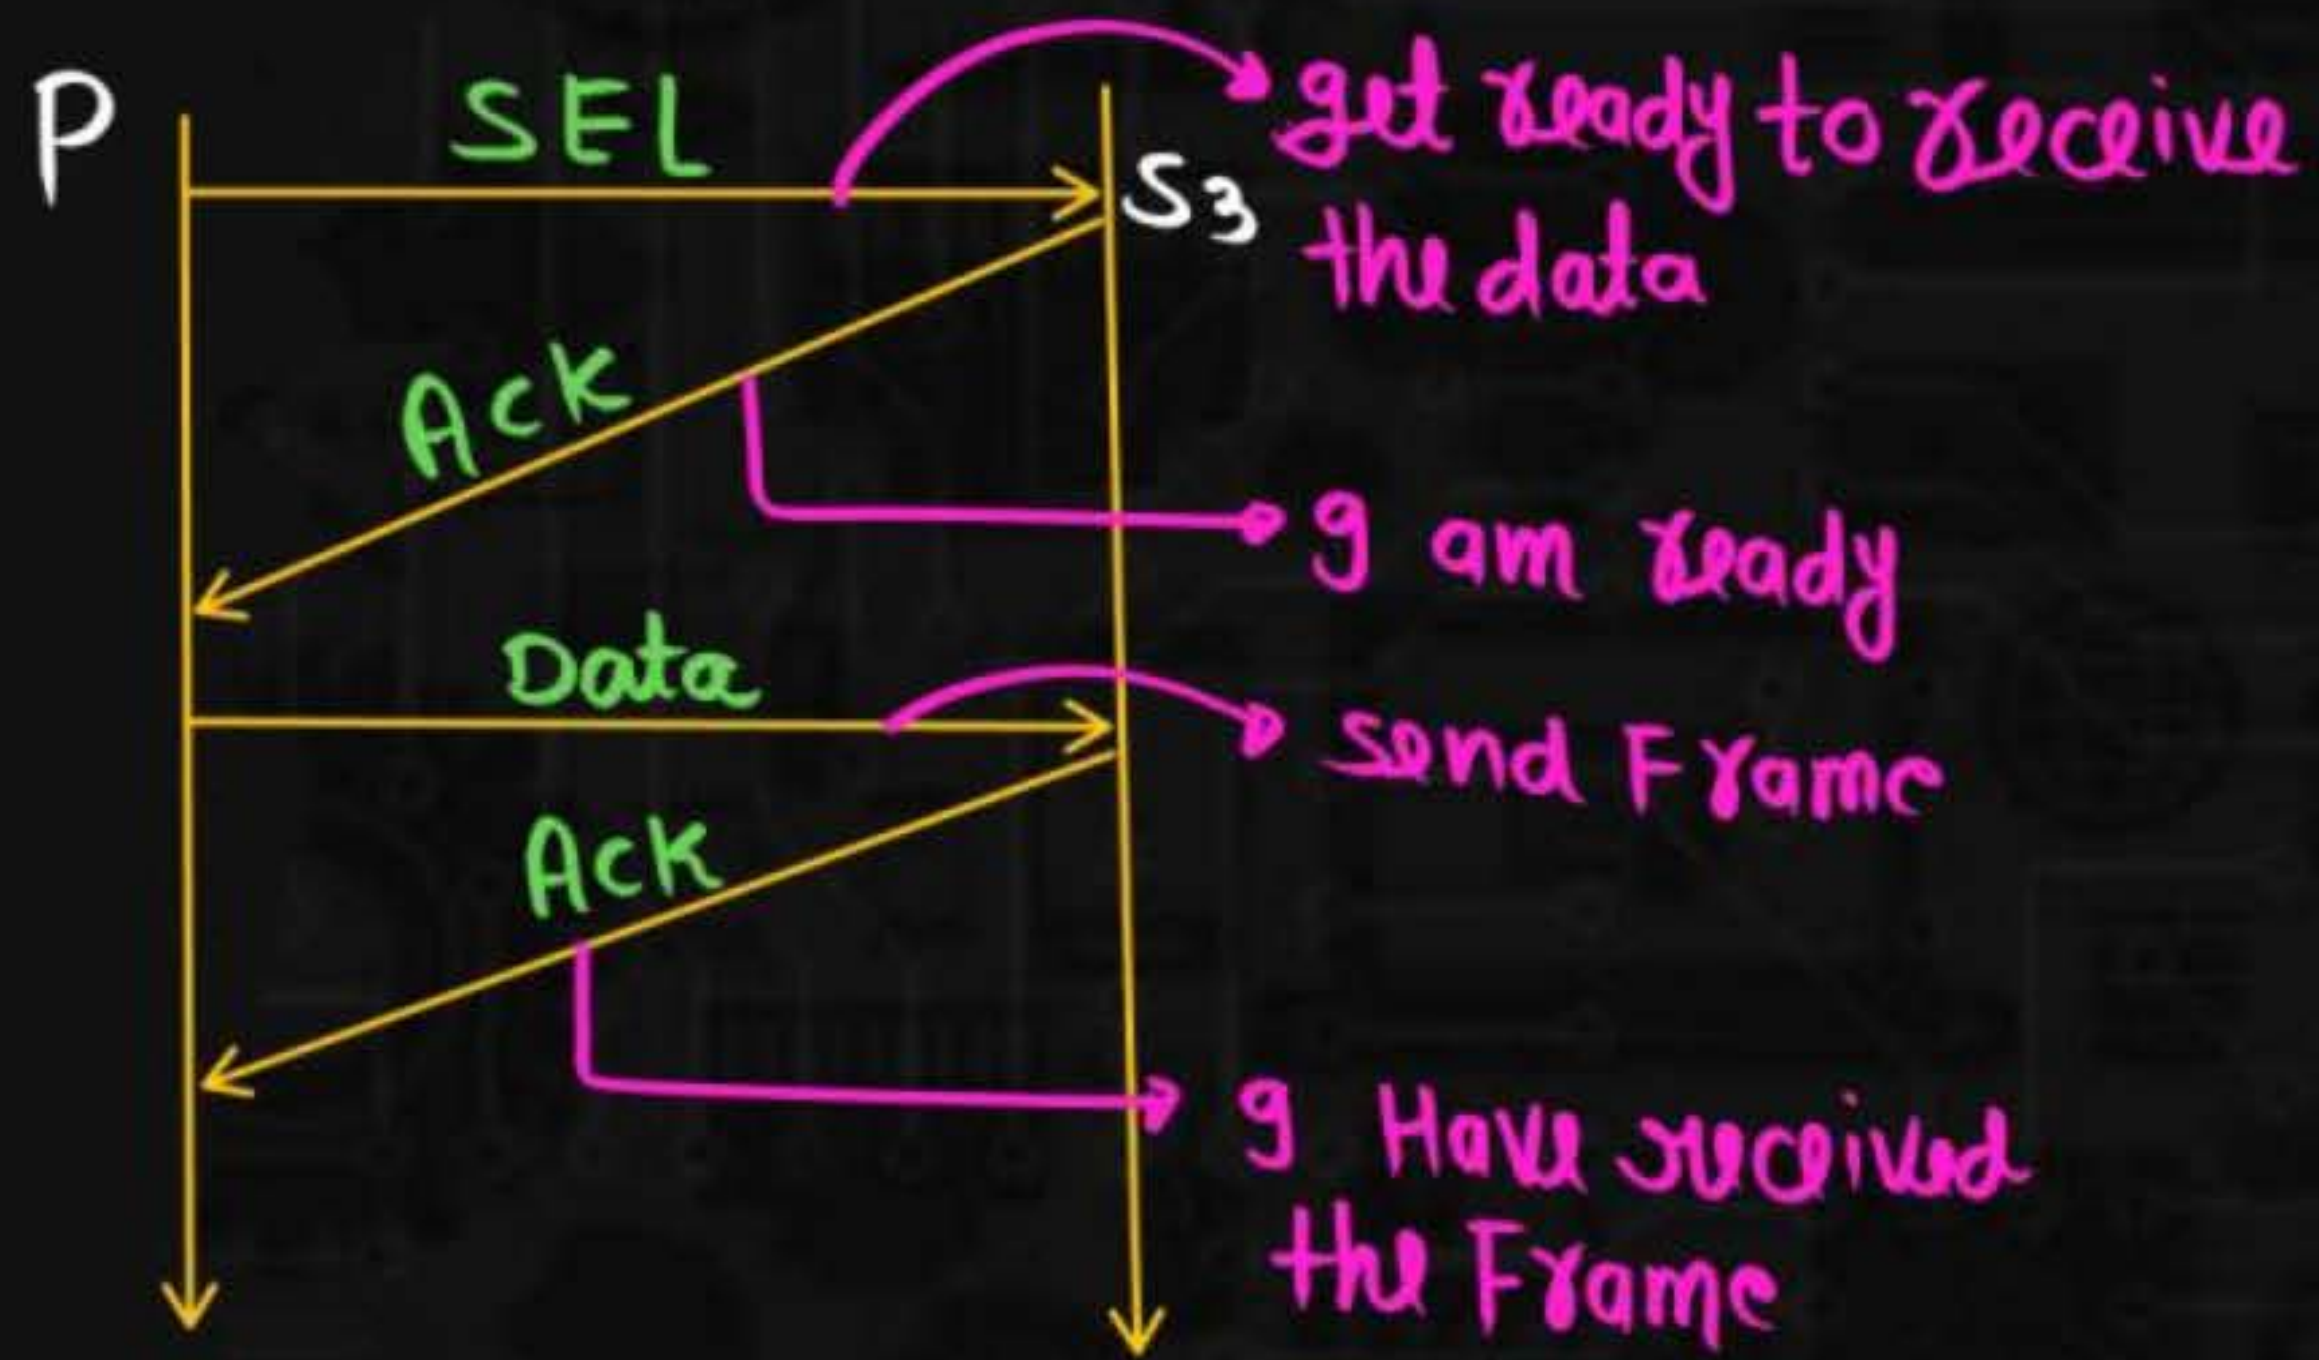 P
SEL
get ready to receive
the data
S3
Ack
I am ready
Data
send Frame
Ack
I Have received
the Frame